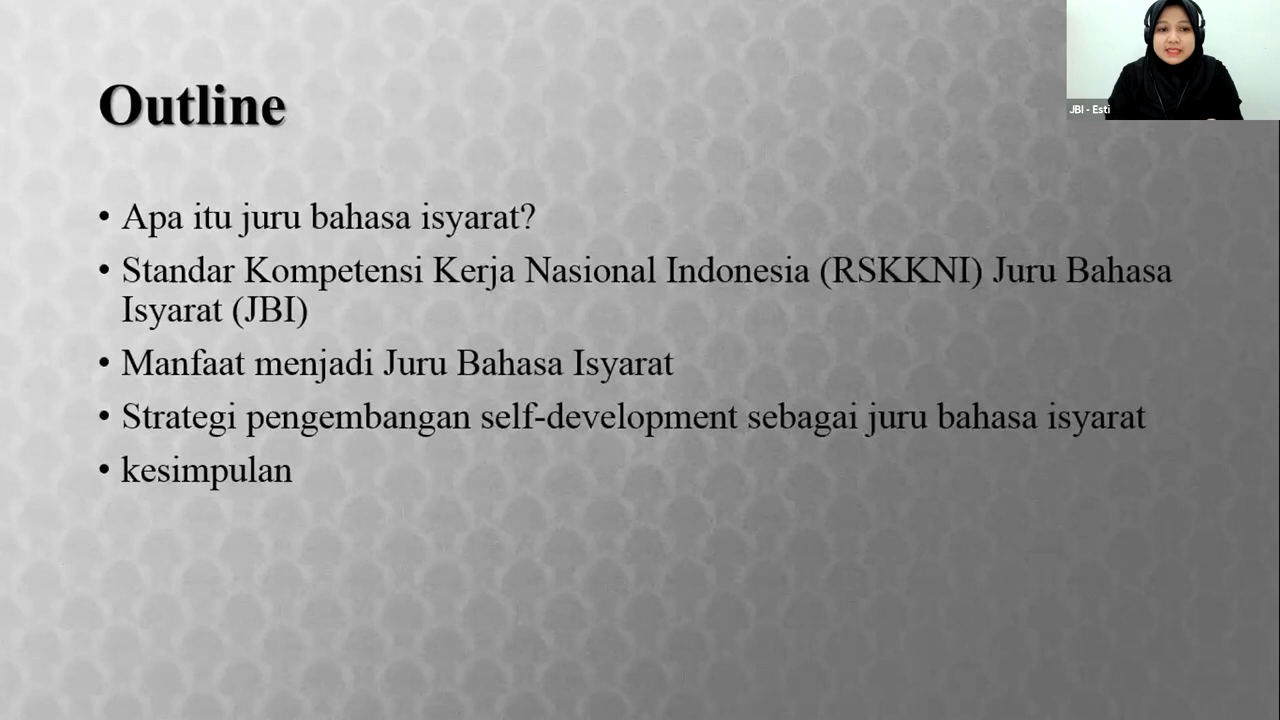 Outline
• Apa itu juru bahasa isyarat?
• Standar Kompetensi Kerja Nasional Indonesia (RSKKNI) Juru Bahasa
Isyarat (JBI)
• Manfaat menjadi Juru Bahasa Isyarat
• Strategi pengembangan self-development sebagai juru bahasa isyarat
• kesimpulan
JBI - Esti